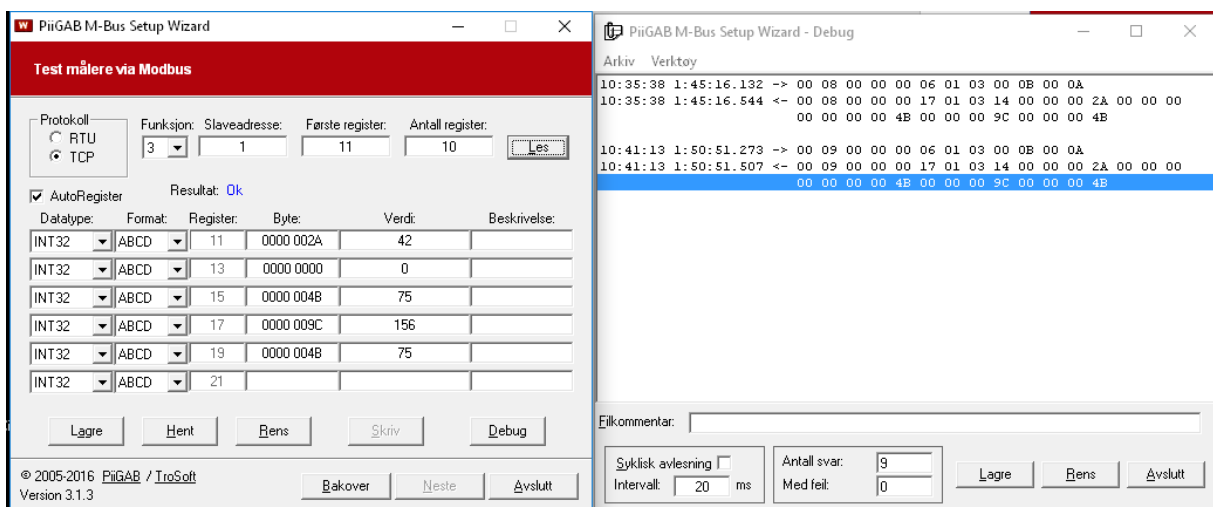 PiiGAB M-Bus Setup Wizard
Test målere via Modbus
Protokoll
RTU
TCP
Funksjon: Slaveadresse: Første register: Antall register:
3 1 11 10 Les
AutoRegister Resultat: Ok
Datatype: Format: Register: Byte: Verdi: Beskrivelse:
INT32 ABCD 11 0000 002A 42
INT32 ABCD 13 0000 0000 0
INT32 ABCD 15 0000 004B 75
INT32 ABCD 17 0000 009C 156
INT32 ABCD 19 0000 004B 75
INT32 ABCD 21
Lagre Hent Rens Skriv Debug
© 2005-2016 PiiGAB / TroSoft
Version 3.1.3
Bakover Neste Avslutt
PiiGAB M-Bus Setup Wizard - Debug
Arkiv Verktøy
10:35:38 1:45:16.132 -> 00 08 00 00 00 06 01 03 00 0B 00 0A
10:35:38 1:45:16.544 <- 00 08 00 00 00 17 01 03 14 00 00 00 2A 00 00 00
00 00 00 00 4B 00 00 00 9C 00 00 00 4B
10:41:13 1:50:51.273 -> 00 09 00 00 00 06 01 03 00 0B 00 0A
10:41:13 1:50:51.507 <- 00 09 00 00 00 17 01 03 14 00 00 00 2A 00 00 00
00 00 00 00 4B 00 00 00 9C 00 00 00 4B
Filkommentar:
Syklisk avlesning
Intervall: 20 ms
Antall svar: 9
Med feil: 0
Lagre Rens Avslutt